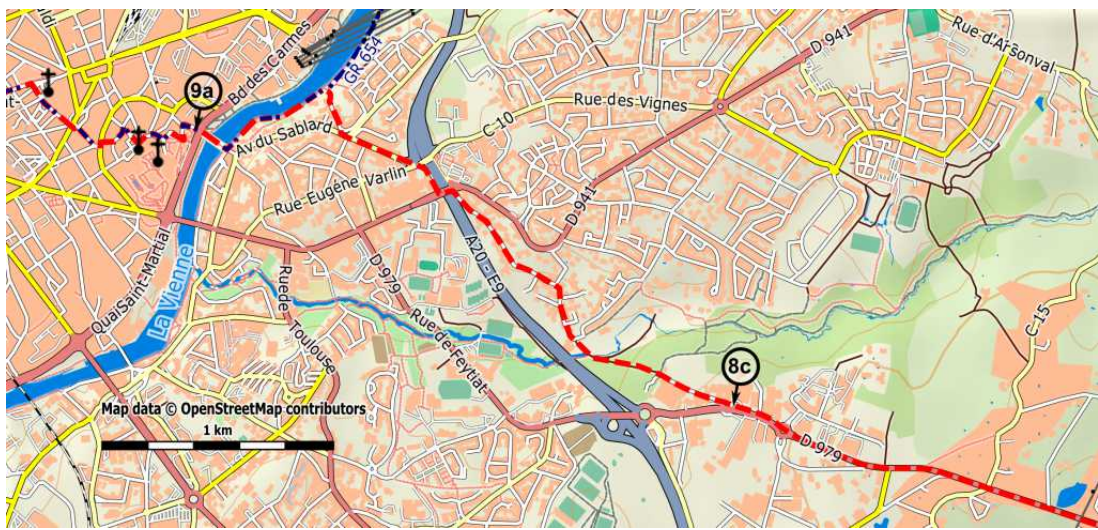 D 941
Rue d'Arsonval
Bd des Carmes
GR 654
9a
Rue des Vignes
C 10
Av du Sablard
Rue Eugène Varlin
D 941
Quai Saint-Martial
La Vienne
A20 - E9
D 979
Rue de Toulouse
Rue de Feytiat
C 15
8c
Map data © OpenStreetMap contributors
1 km
D 979